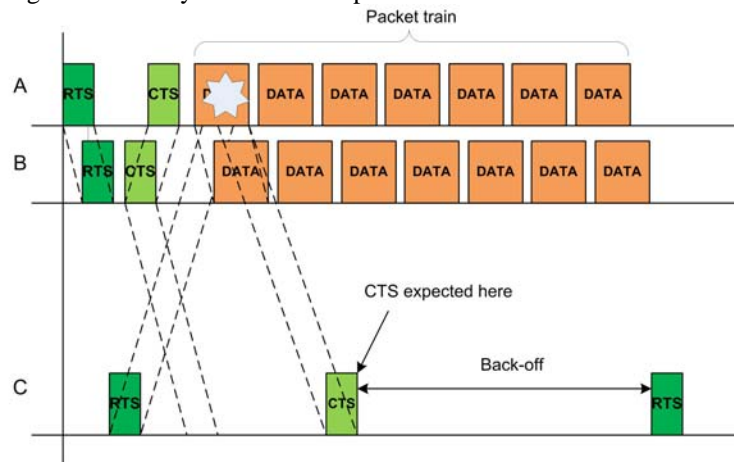 Packet train
A
RTS
CTS
DATA DATA DATA DATA DATA DATA
B
RTS
CTS
DATA DATA DATA DATA DATA DATA DATA
CTS expected here
Back-off
C
RTS
CTS
RTS